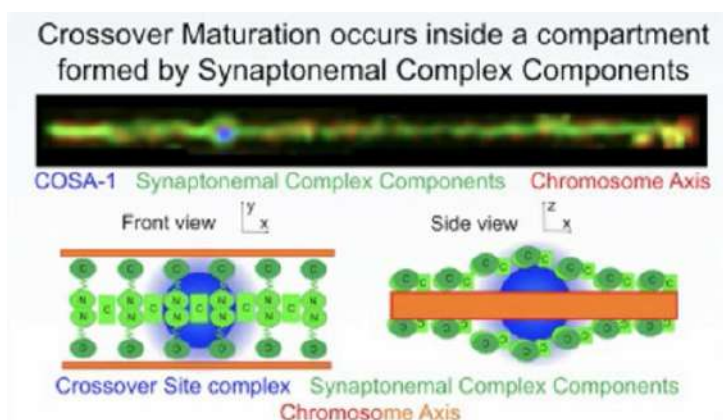 Crossover Maturation occurs inside a compartment
formed by Synaptonemal Complex Components
COSA-1 Synaptonemal Complex Components Chromosome Axis
Front view y x Side view z x
C C C C C C
N N N N N N
C C C C
N N N N N N
C C C C C C
Crossover Site complex Synaptonemal Complex Components
Chromosome Axis